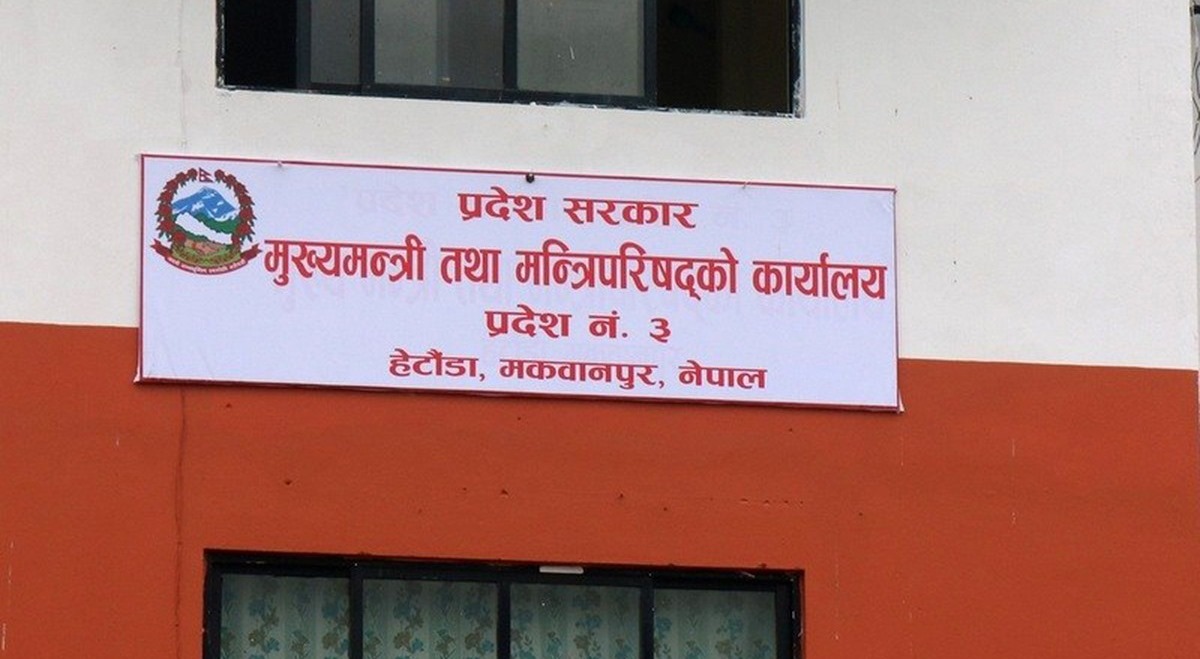 प्रदेश सरकार
मुख्यमन्त्री तथा मन्त्रिपरिषद्को कार्यालय
प्रदेश नं. ३
हेटौंडा, मकवानपुर, नेपाल